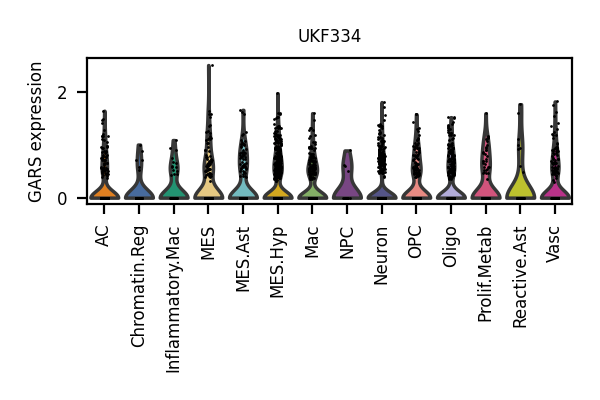 UKF334
GARS expression
2
0
AC
Chromatin.Reg
Inflammatory.Mac
MES
MES.Ast
MES.Hyp
Mac
NPC
Neuron
OPC
Oligo
Prolif.Metab
Reactive.Ast
Vasc